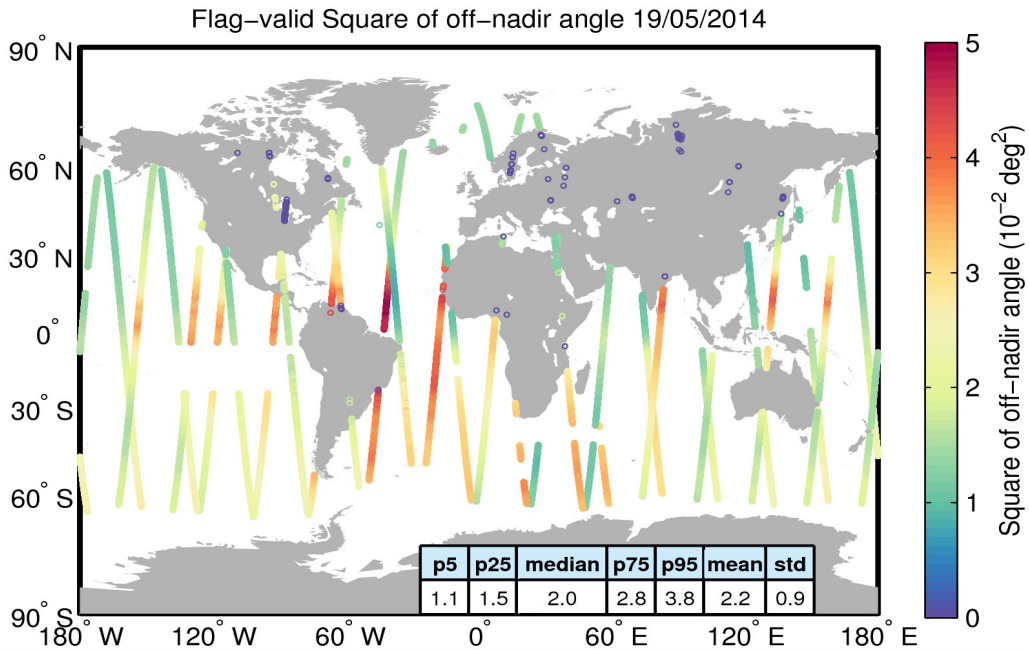 Flag−valid Square of off−nadir angle 19/05/2014
90° N
60° N
30° N
0°
30° S
60° S
90° S
180° W 120° W 60° W 0° 60° E 120° E 180° E
p5 p25 median p75 p95 mean std
1.1 1.5 2.0 2.8 3.8 2.2 0.9
5
4
3
2
1
0
Square of off−nadir angle (10⁻² deg²)